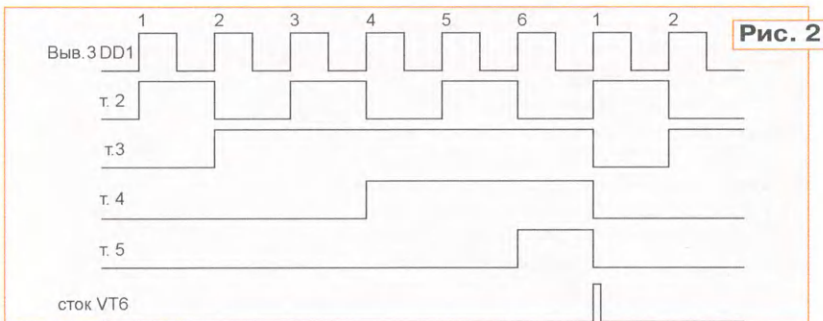 1 2 3 4 5 6 1 2
Рис. 2
Выв.3 DD1
т. 2
т.3
т. 4
т. 5
сток VT6